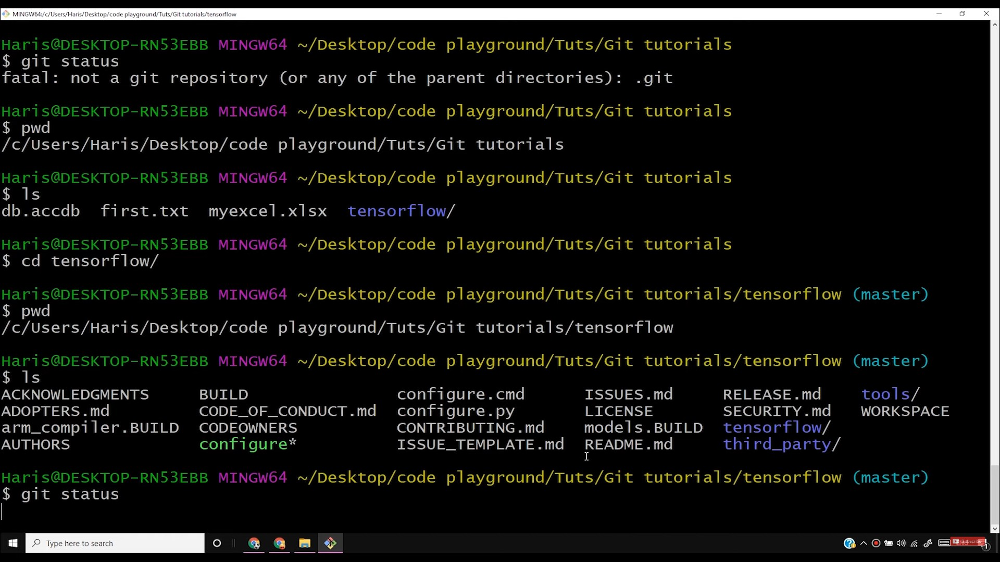 MINGW64:/c/Users/Haris/Desktop/code playground/Tuts/Git tutorials/tensorflow
Haris@DESKTOP-RN53EBB MINGW64 ~/Desktop/code playground/Tuts/Git tutorials
$ git status
fatal: not a git repository (or any of the parent directories): .git
Haris@DESKTOP-RN53EBB MINGW64 ~/Desktop/code playground/Tuts/Git tutorials
$ pwd
/c/Users/Haris/Desktop/code playground/Tuts/Git tutorials
Haris@DESKTOP-RN53EBB MINGW64 ~/Desktop/code playground/Tuts/Git tutorials
$ ls
db.accdb  first.txt  myexcel.xlsx  tensorflow/
Haris@DESKTOP-RN53EBB MINGW64 ~/Desktop/code playground/Tuts/Git tutorials
$ cd tensorflow/
Haris@DESKTOP-RN53EBB MINGW64 ~/Desktop/code playground/Tuts/Git tutorials/tensorflow (master)
$ pwd
/c/Users/Haris/Desktop/code playground/Tuts/Git tutorials/tensorflow
Haris@DESKTOP-RN53EBB MINGW64 ~/Desktop/code playground/Tuts/Git tutorials/tensorflow (master)
$ ls
ACKNOWLEDGMENTS    BUILD               configure.cmd      ISSUES.md     RELEASE.md    tools/
ADOPTERS.md        CODE_OF_CONDUCT.md  configure.py       LICENSE       SECURITY.md   WORKSPACE
arm_compiler.BUILD  CODEOWNERS          CONTRIBUTING.md    models.BUILD  tensorflow/
AUTHORS            configure*          ISSUE_TEMPLATE.md  README.md     third_party/
Haris@DESKTOP-RN53EBB MINGW64 ~/Desktop/code playground/Tuts/Git tutorials/tensorflow (master)
$ git status
Type here to search
Subscribe
1